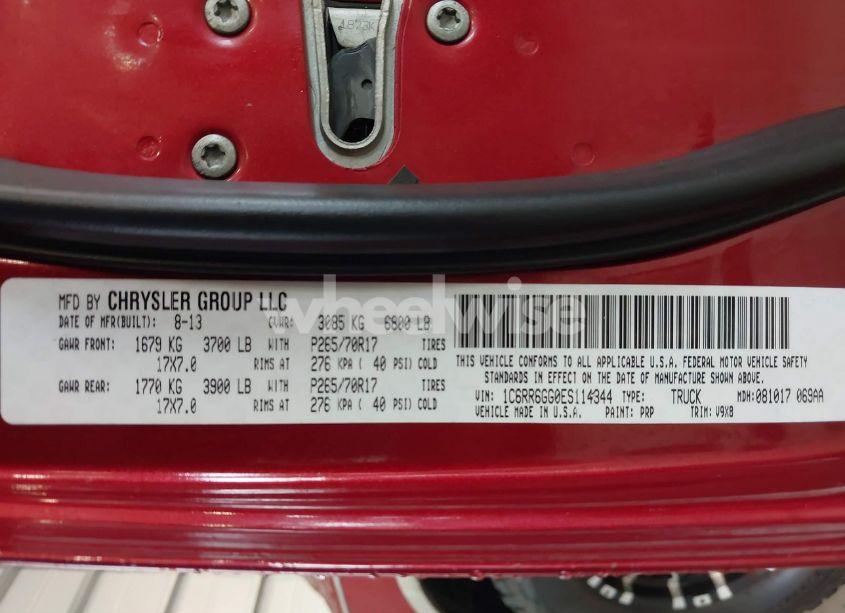 MFD BY CHRYSLER GROUP LLC
DATE OF MFR(BUILT): 8-13 GVWR: 3085 KG 6800 LB
GAWR FRONT: 1679 KG 3700 LB WITH P265/70R17 TIRES
17X7.0 RIMS AT 276 KPA ( 40 PSI) COLD
GAWR REAR: 1770 KG 3900 LB WITH P265/70R17 TIRES
17X7.0 RIMS AT 276 KPA ( 40 PSI) COLD
THIS VEHICLE CONFORMS TO ALL APPLICABLE U.S.A. FEDERAL MOTOR VEHICLE SAFETY
STANDARDS IN EFFECT ON THE DATE OF MANUFACTURE SHOWN ABOVE.
VIN: 1C6RR6GG0ES114344 TYPE: TRUCK MDH:081017 069AA
VEHICLE MADE IN U.S.A. PAINT: PRP TRIM: V9X8
wheelwise